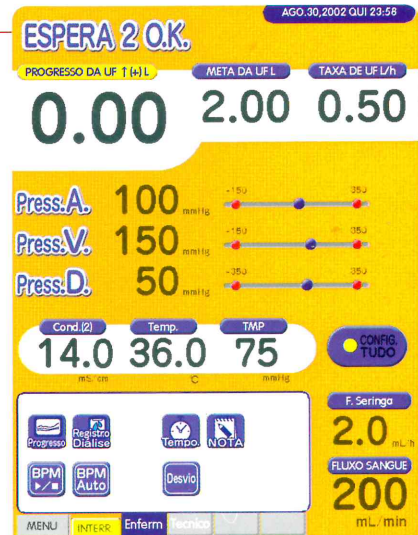 AGO.30,2002 QUI 23:58
ESPERA 2 O.K.
PROGRESSO DA UF ↑ (+) L
META DA UF L
TAXA DE UF L/h
0.00
2.00
0.50
Press.A. 100 mmHg -150 350
Press.V. 150 mmHg -150 350
Press.D. 50 mmHg -350 350
Cond.(2)
Temp.
TMP
14.0 36.0 75
mS/cm °C mmHg
CONFIG. TUDO
Progresso
Registro Diálise
Tempo.
NOTA
BPM
BPM Auto
Desvio
F. Seringa
2.0 mL/h
FLUXO SANGUE
200
mL/min
MENU INTERR Enferm Tecnico